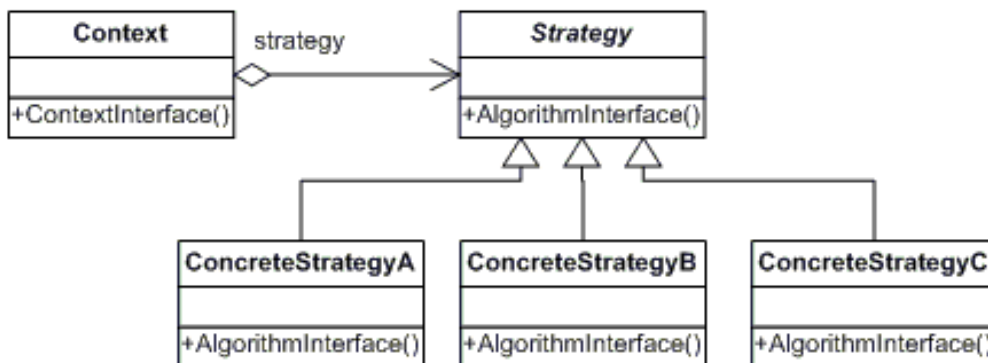 Context
strategy
Strategy
+ContextInterface()
+AlgorithmInterface()
ConcreteStrategyA
ConcreteStrategyB
ConcreteStrategyC
+AlgorithmInterface()
+AlgorithmInterface()
+AlgorithmInterface()